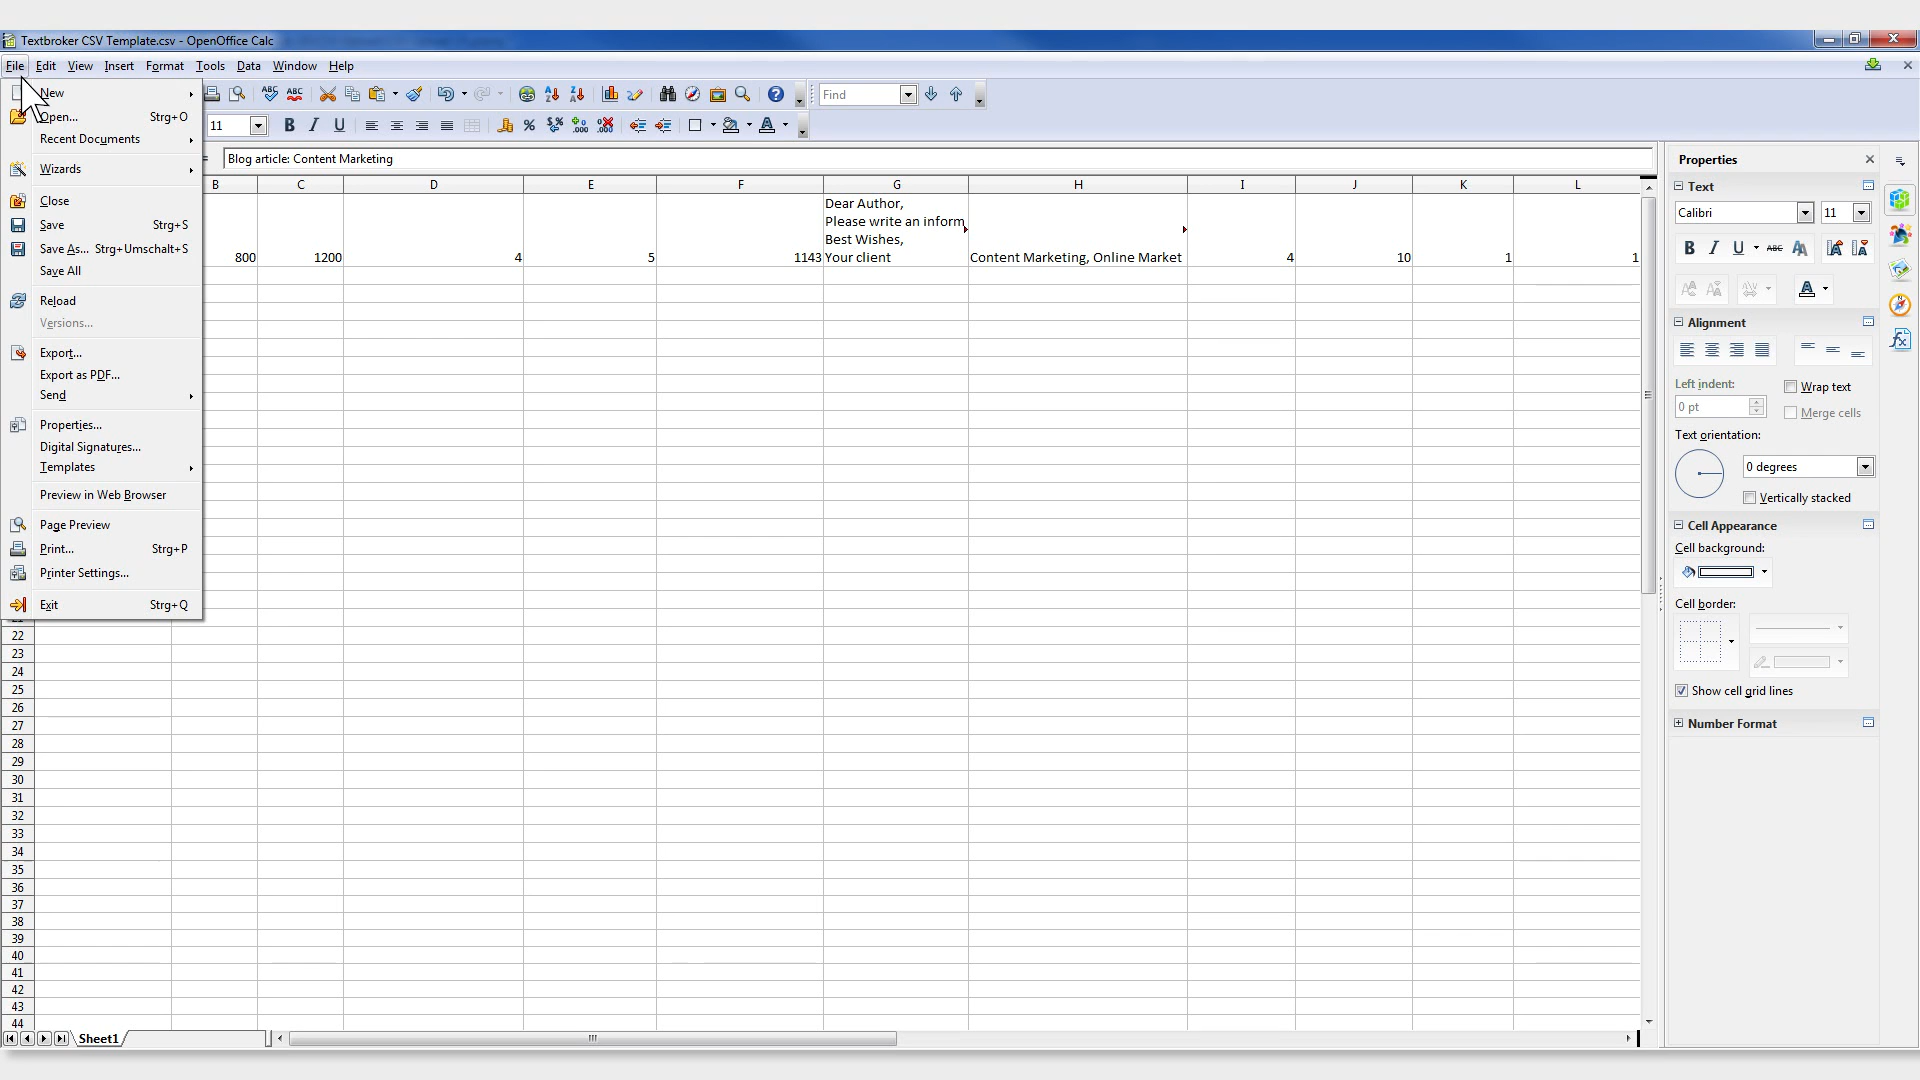 Textbroker CSV Template.csv - OpenOffice Calc
File Edit View Insert Format Tools Data Window Help
New
Open... Strg+O
Recent Documents
Wizards
Close
Save Strg+S
Save As... Strg+Umschalt+S
Save All
Reload
Versions...
Export...
Export as PDF...
Send
Properties...
Digital Signatures...
Templates
Preview in Web Browser
Page Preview
Print... Strg+P
Printer Settings...
Exit Strg+Q
Find
11
Blog article: Content Marketing
B C D E F G H I J K L
Dear Author,
Please write an inform
Best Wishes,
800 1200 4 5 1143 Your client Content Marketing, Online Market 4 10 1 1
22
23
24
25
26
27
28
29
30
31
32
33
34
35
36
37
38
39
40
41
42
43
44
Sheet1
Properties
Text
Calibri 11
Alignment
Left indent:
Wrap text
0 pt
Merge cells
Text orientation:
0 degrees
Vertically stacked
Cell Appearance
Cell background:
Cell border:
Show cell grid lines
Number Format